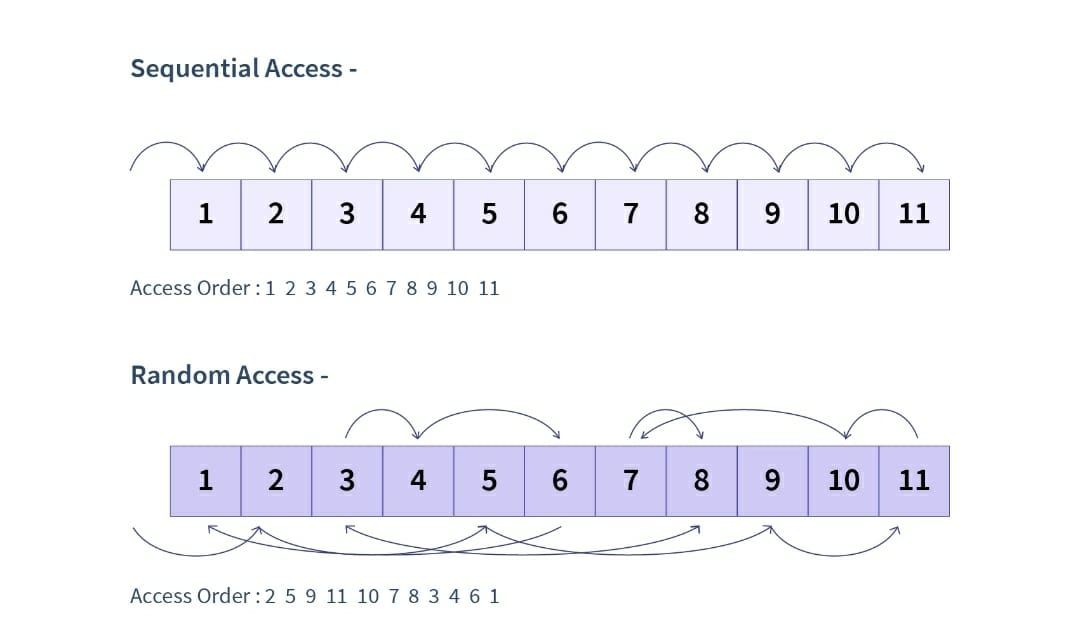 Sequential Access -
1 2 3 4 5 6 7 8 9 10 11
Access Order : 1 2 3 4 5 6 7 8 9 10 11
Random Access -
1 2 3 4 5 6 7 8 9 10 11
Access Order : 2 5 9 11 10 7 8 3 4 6 1